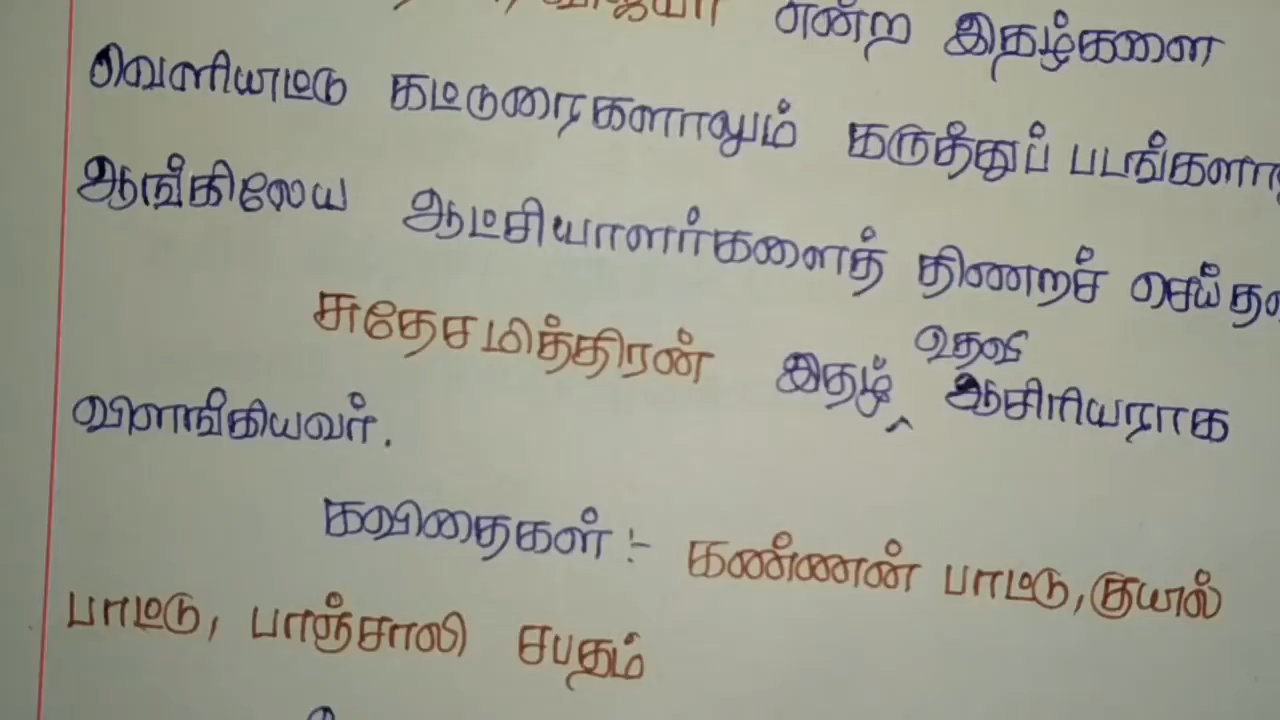 விஜயா என்ற இதழ்களை
வெளியிட்டு கட்டுரைகளாலும் கருத்துப் படங்களா
ஆங்கிலேய ஆட்சியாளர்களைத் திணறச் செய்த
சுதேசமித்திரன் இதழ் உதவி ஆசிரியராக
விளங்கியவர்.
கவிதைகள் :- கண்ணன் பாட்டு, குயில்
பாட்டு, பாஞ்சாலி சபதம்